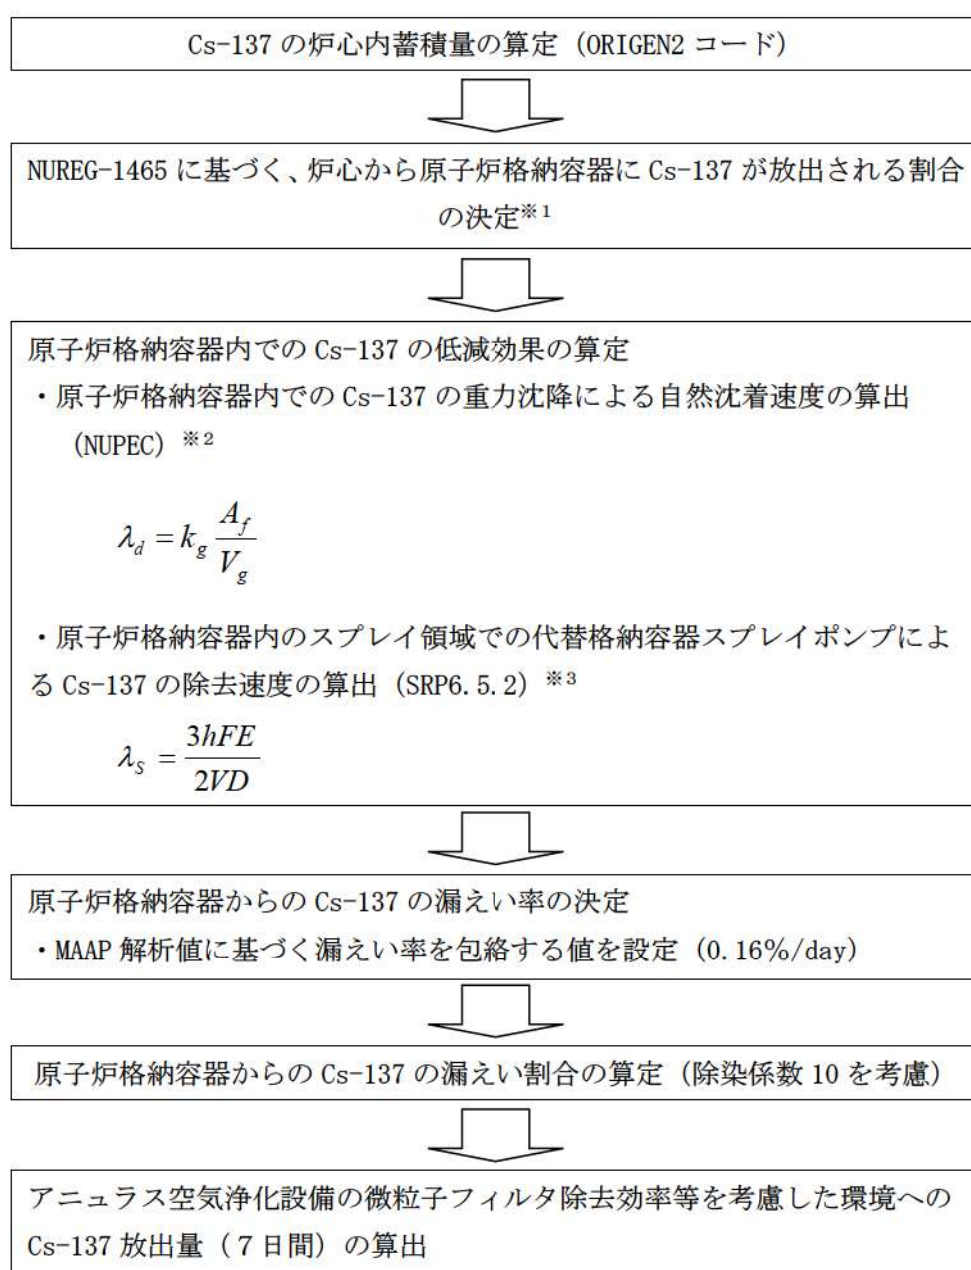 Cs-137 の炉心内蓄積量の算定（ORIGEN2 コード）
NUREG-1465 に基づく、炉心から原子炉格納容器に Cs-137 が放出される割合
の決定※1
原子炉格納容器内での Cs-137 の低減効果の算定
・原子炉格納容器内での Cs-137 の重力沈降による自然沈着速度の算出
（NUPEC）※2
λd = kg Af / Vg
・原子炉格納容器内のスプレイ領域での代替格納容器スプレイポンプによ
る Cs-137 の除去速度の算出（SRP6.5.2）※3
λS = 3hFE / 2VD
原子炉格納容器からの Cs-137 の漏えい率の決定
・MAAP 解析値に基づく漏えい率を包絡する値を設定（0.16%/day）
原子炉格納容器からの Cs-137 の漏えい割合の算定（除染係数 10 を考慮）
アニュラス空気浄化設備の微粒子フィルタ除去効率等を考慮した環境への
Cs-137 放出量（７日間）の算出